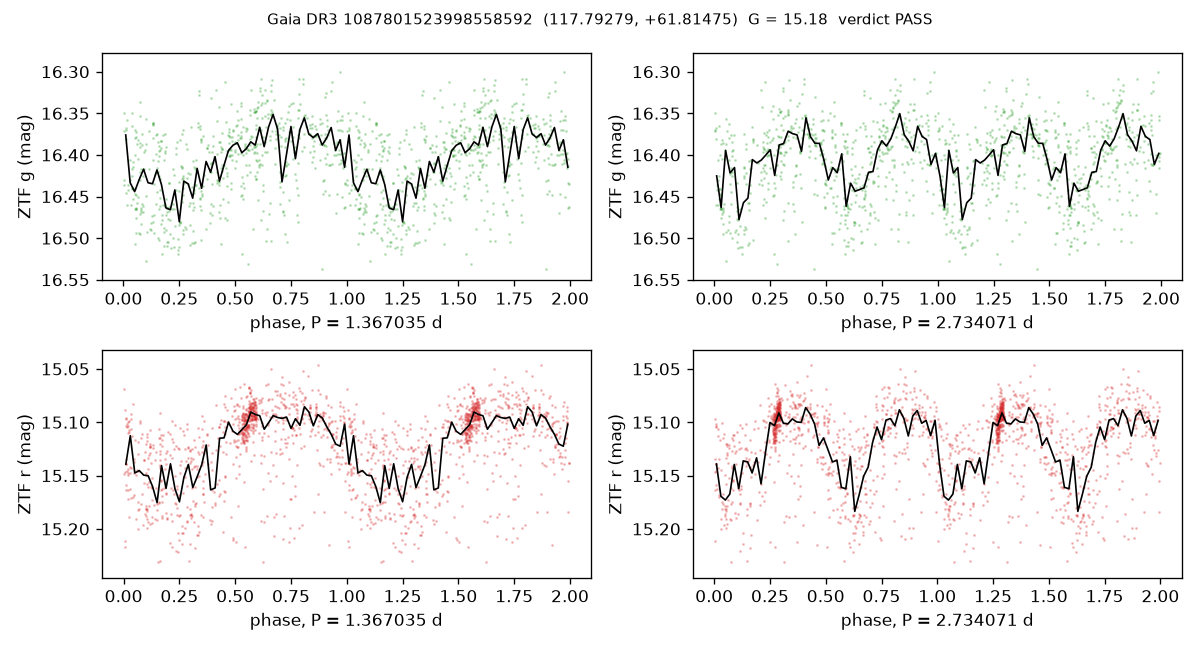 Gaia DR3 1087801523998558592 (117.79279, +61.81475) G = 15.18 verdict PASS
ZTF g (mag)
16.30
16.35
16.40
16.45
16.50
16.55
0.00 0.25 0.50 0.75 1.00 1.25 1.50 1.75 2.00
phase, P = 1.367035 d
ZTF g (mag)
16.30
16.35
16.40
16.45
16.50
16.55
0.00 0.25 0.50 0.75 1.00 1.25 1.50 1.75 2.00
phase, P = 2.734071 d
ZTF r (mag)
15.05
15.10
15.15
15.20
0.00 0.25 0.50 0.75 1.00 1.25 1.50 1.75 2.00
phase, P = 1.367035 d
ZTF r (mag)
15.05
15.10
15.15
15.20
0.00 0.25 0.50 0.75 1.00 1.25 1.50 1.75 2.00
phase, P = 2.734071 d